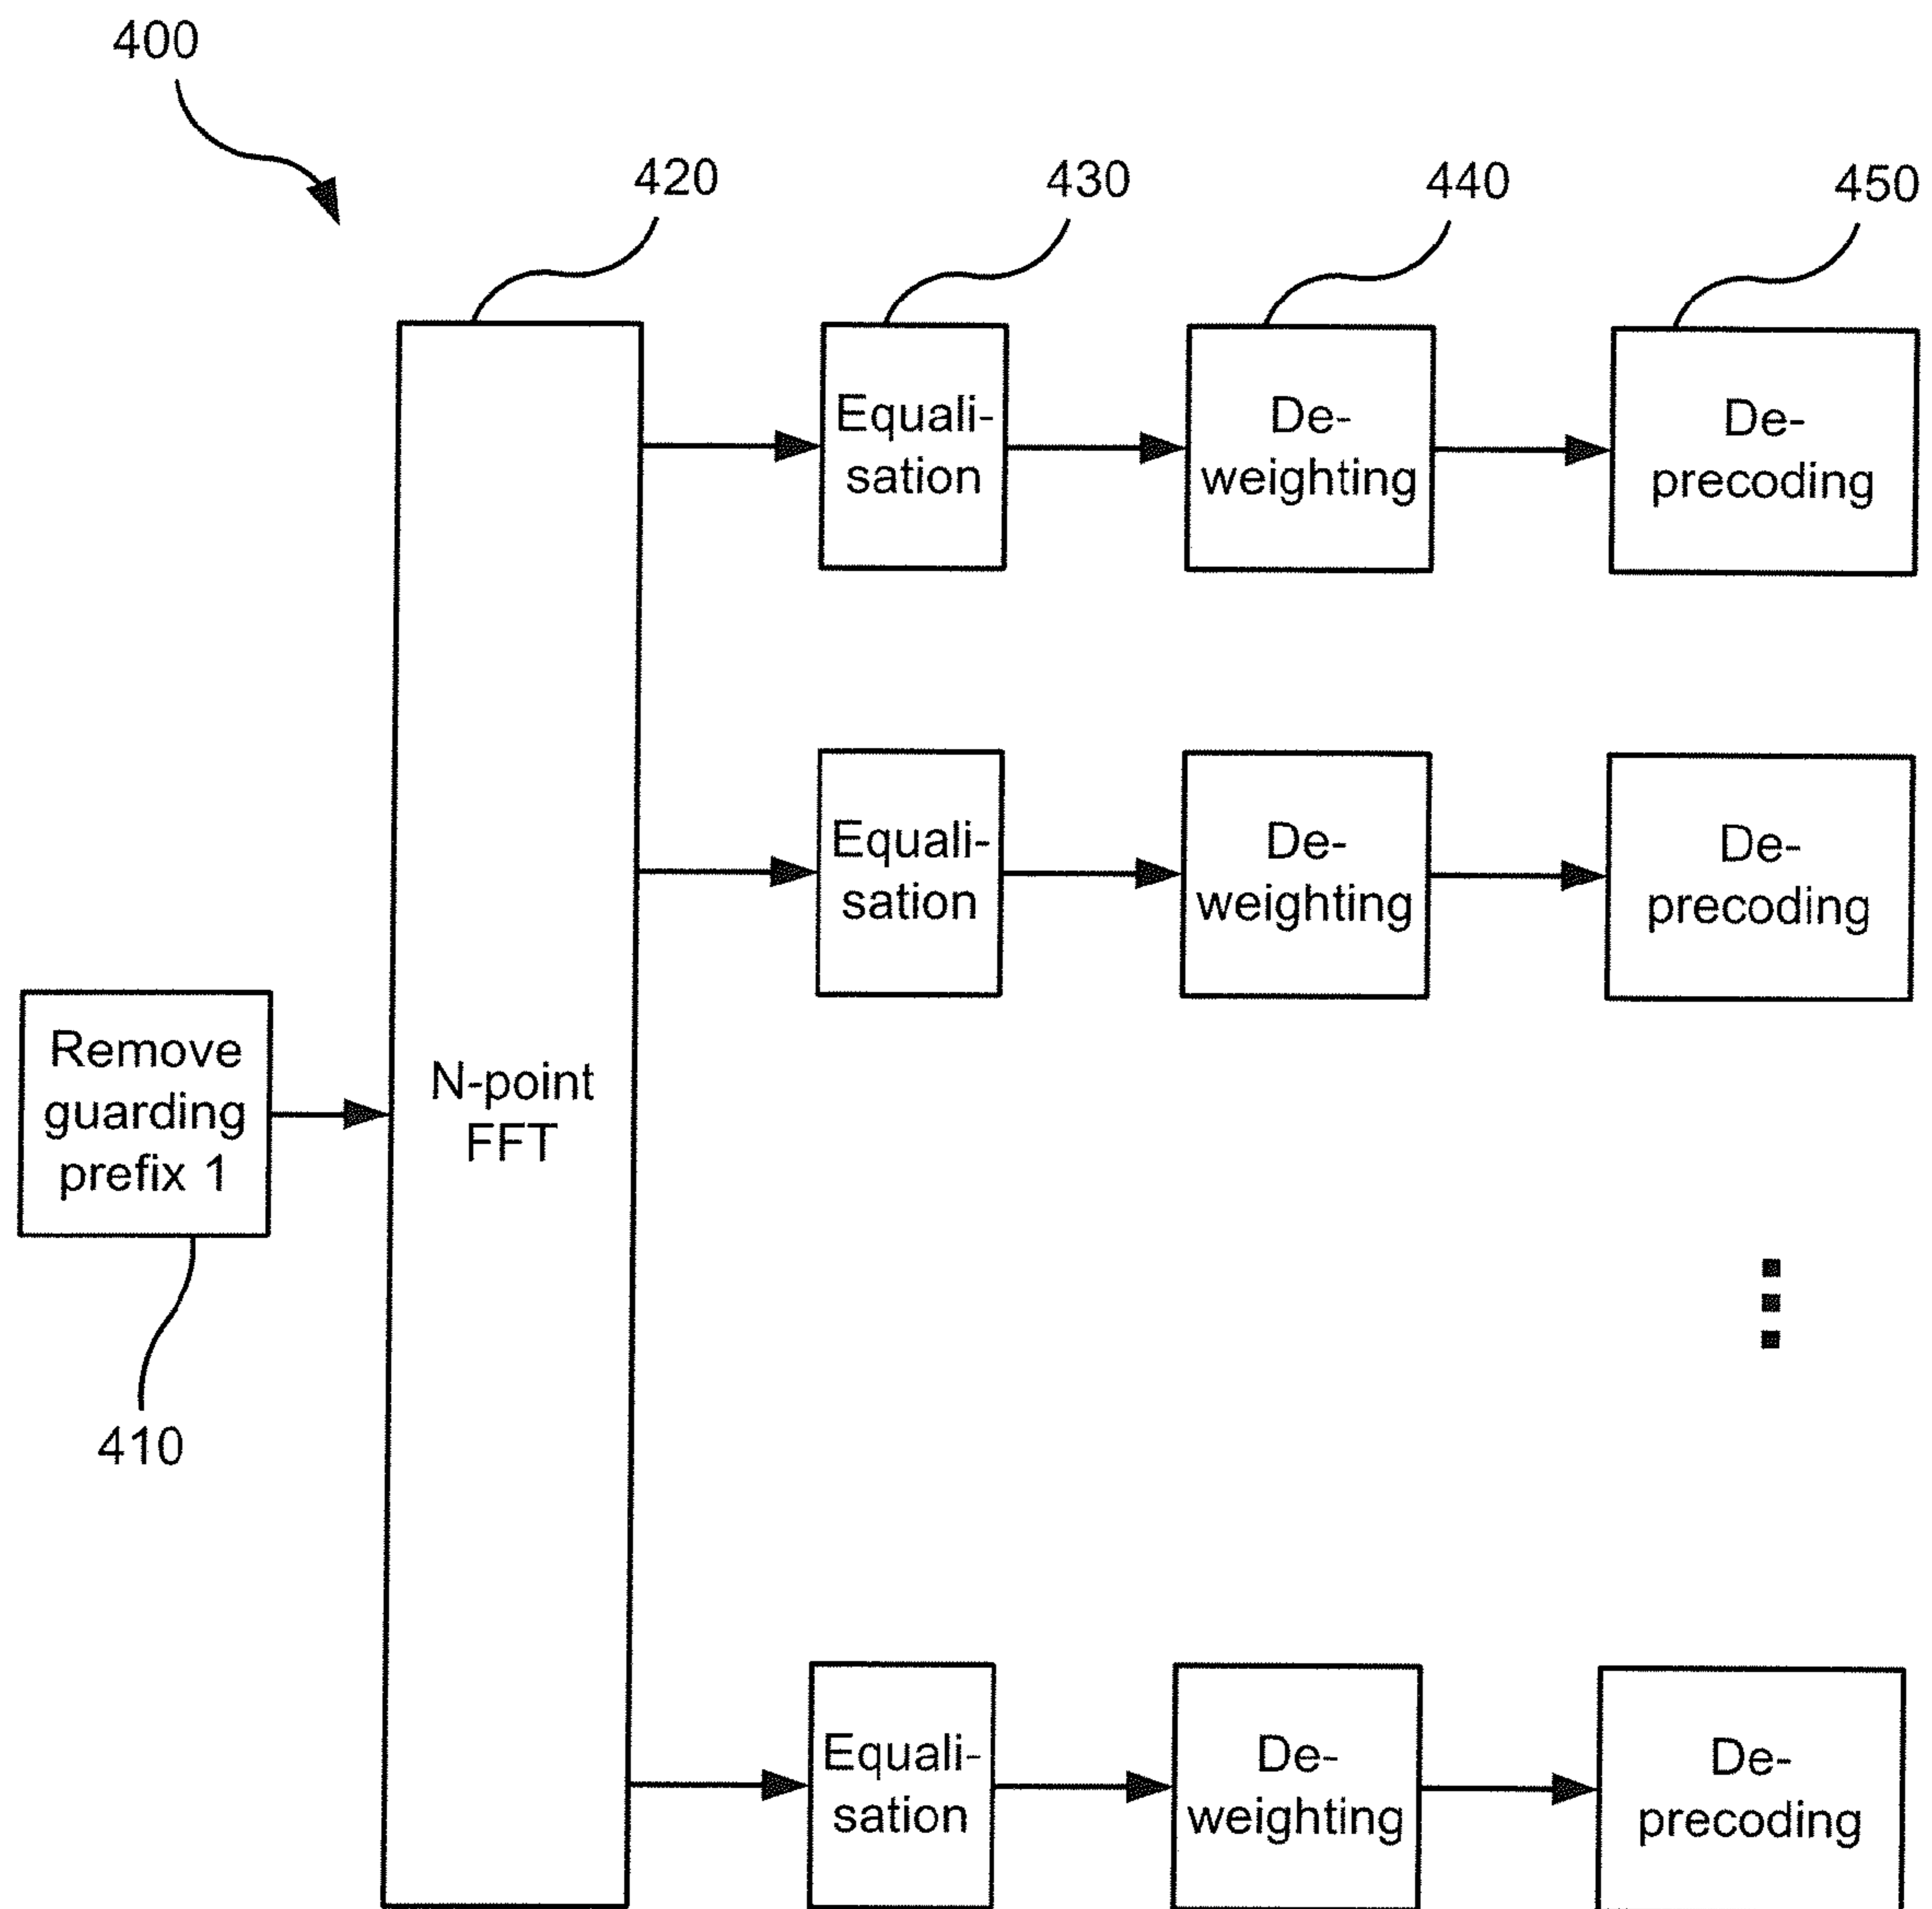 400
420
430
440
450
Equali-
sation
De-
weighting
De-
precoding
Equali-
sation
De-
weighting
De-
precoding
Remove
guarding
prefix 1
N-point
FFT
410
Equali-
sation
De-
weighting
De-
precoding